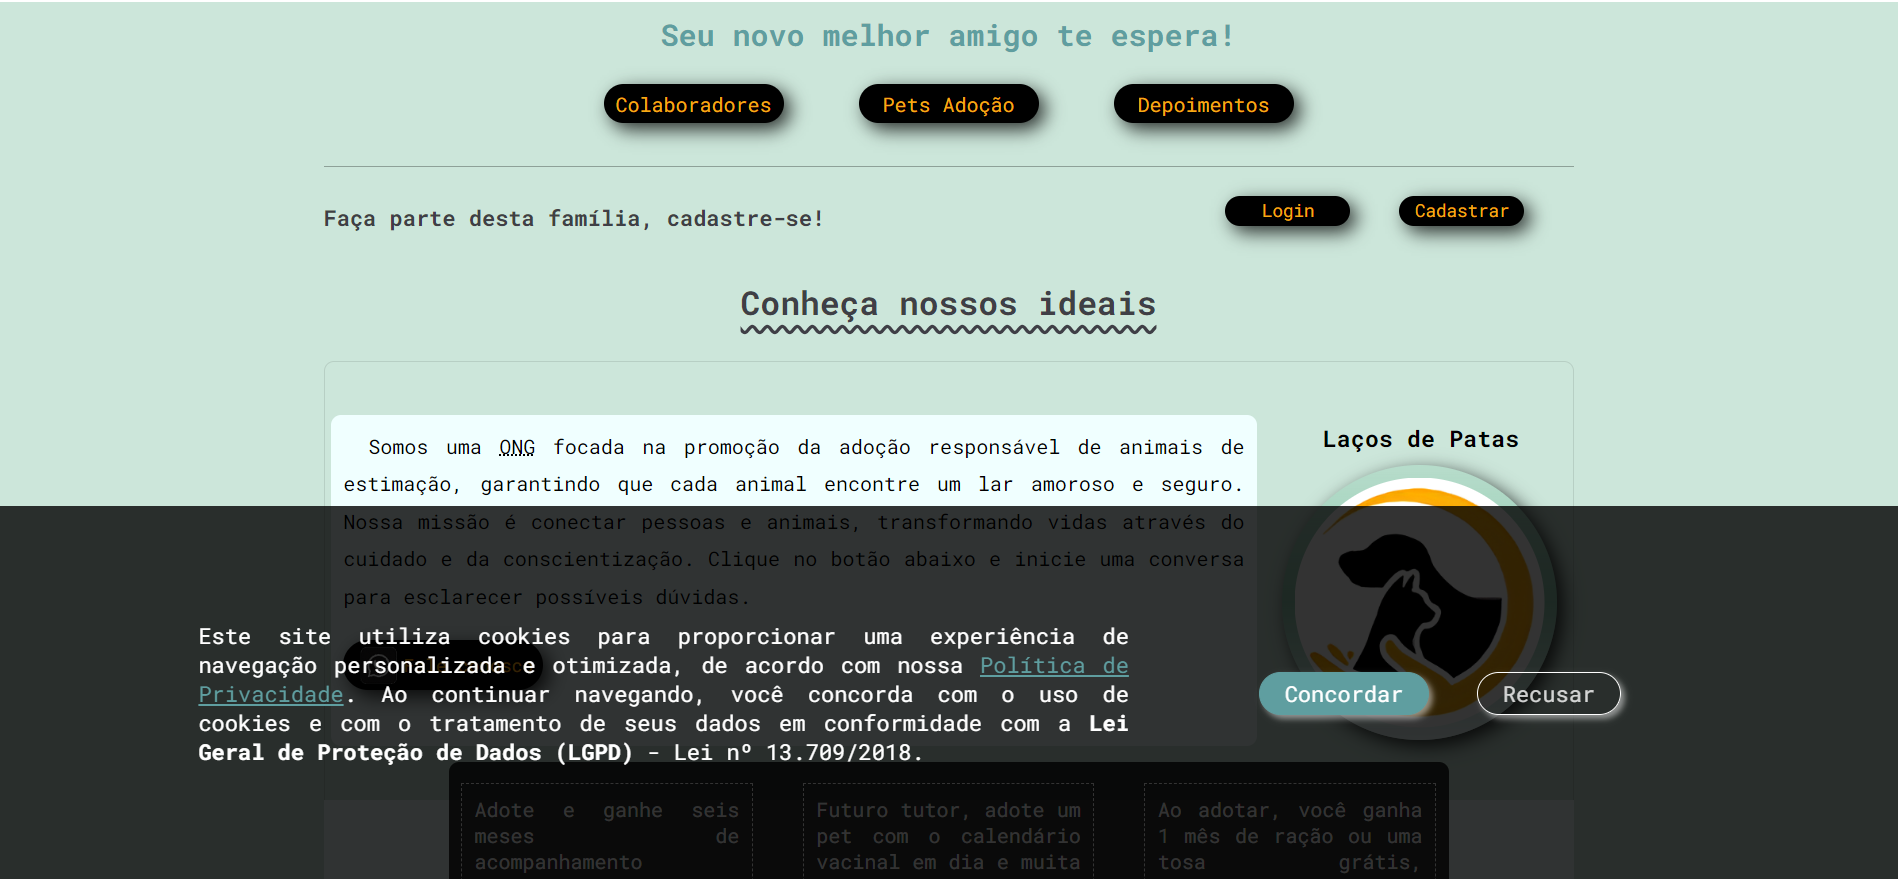 Seu novo melhor amigo te espera!
Colaboradores
Pets Adoção
Depoimentos
Faça parte desta família, cadastre-se!
Login
Cadastrar
Conheça nossos ideais
Somos uma ONG focada na promoção da adoção responsável de animais de
estimação, garantindo que cada animal encontre um lar amoroso e seguro.
Nossa missão é conectar pessoas e animais, transformando vidas através do
cuidado e da conscientização. Clique no botão abaixo e inicie uma conversa
para esclarecer possíveis dúvidas.
Laços de Patas
Este site utiliza cookies para proporcionar uma experiência de
navegação personalizada e otimizada, de acordo com nossa Política de
Privacidade. Ao continuar navegando, você concorda com o uso de
cookies e com o tratamento de seus dados em conformidade com a Lei
Geral de Proteção de Dados (LGPD) - Lei nº 13.709/2018.
Concordar
Recusar
Adote e ganhe seis
meses de
acompanhamento
Futuro tutor, adote um
pet com o calendário
vacinal em dia e muita
Ao adotar, você ganha
1 mês de ração ou uma
tosa grátis,